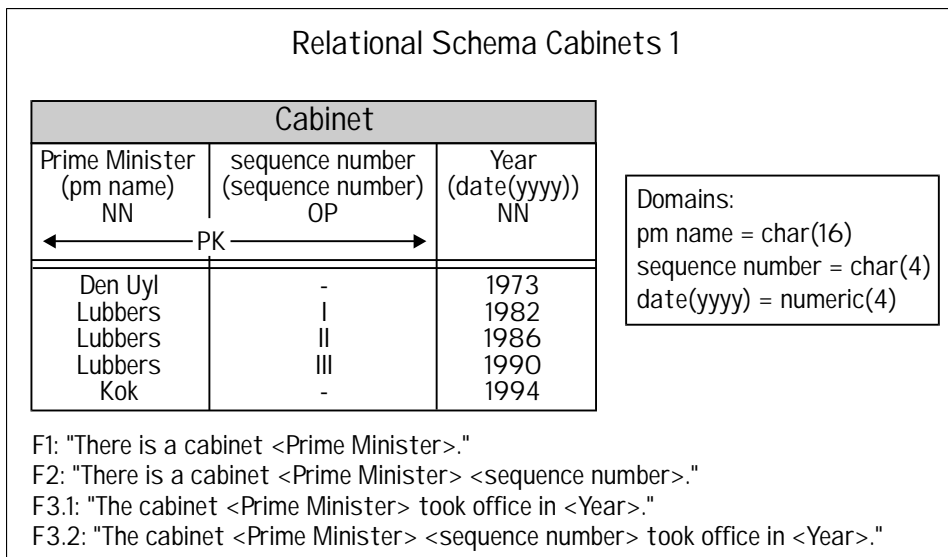 Relational Schema Cabinets 1
Cabinet
Prime Minister sequence number Year
(pm name) (sequence number) (date(yyyy))
NN OP NN
PK
Den Uyl - 1973
Lubbers I 1982
Lubbers II 1986
Lubbers III 1990
Kok - 1994
Domains:
pm name = char(16)
sequence number = char(4)
date(yyyy) = numeric(4)
F1: "There is a cabinet <Prime Minister>."
F2: "There is a cabinet <Prime Minister> <sequence number>."
F3.1: "The cabinet <Prime Minister> took office in <Year>."
F3.2: "The cabinet <Prime Minister> <sequence number> took office in <Year>."